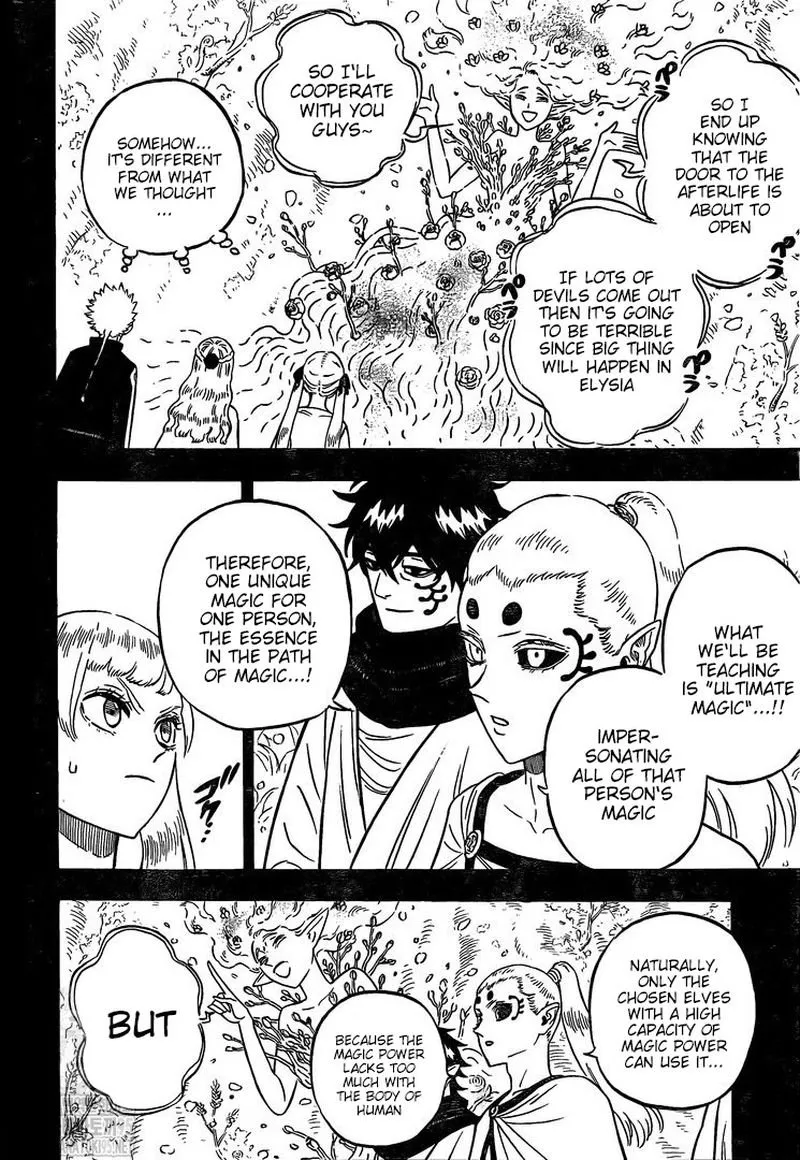 SO I
END UP
KNOWING
THAT THE
DOOR TO
THE
AFTERLIFE IS
ABOUT TO
OPEN
IF LOTS OF
DEVILS COME OUT
THEN IT'S GOING
TO BE TERRIBLE
SINCE BIG THING
WILL HAPPEN IN
ELYSIA
SO I'LL
COOPERATE
WITH YOU
GUYS~
SOMEHOW...
IT'S DIFFERENT
FROM WHAT
WE THOUGHT
...
WHAT
WE'LL BE
TEACHING
IS "ULTIMATE
MAGIC"...!!
IMPER-
SONATING
ALL OF THAT
PERSON'S
MAGIC
THEREFORE,
ONE UNIQUE
MAGIC FOR
ONE PERSON,
THE ESSENCE
IN THE PATH
OF MAGIC...!
NATURALLY,
ONLY THE
CHOSEN ELVES
WITH A HIGH
CAPACITY OF
MAGIC POWER
CAN USE IT...
BECAUSE THE
MAGIC POWER
LACKS TOO
MUCH WITH
THE BODY OF
HUMAN
BUT